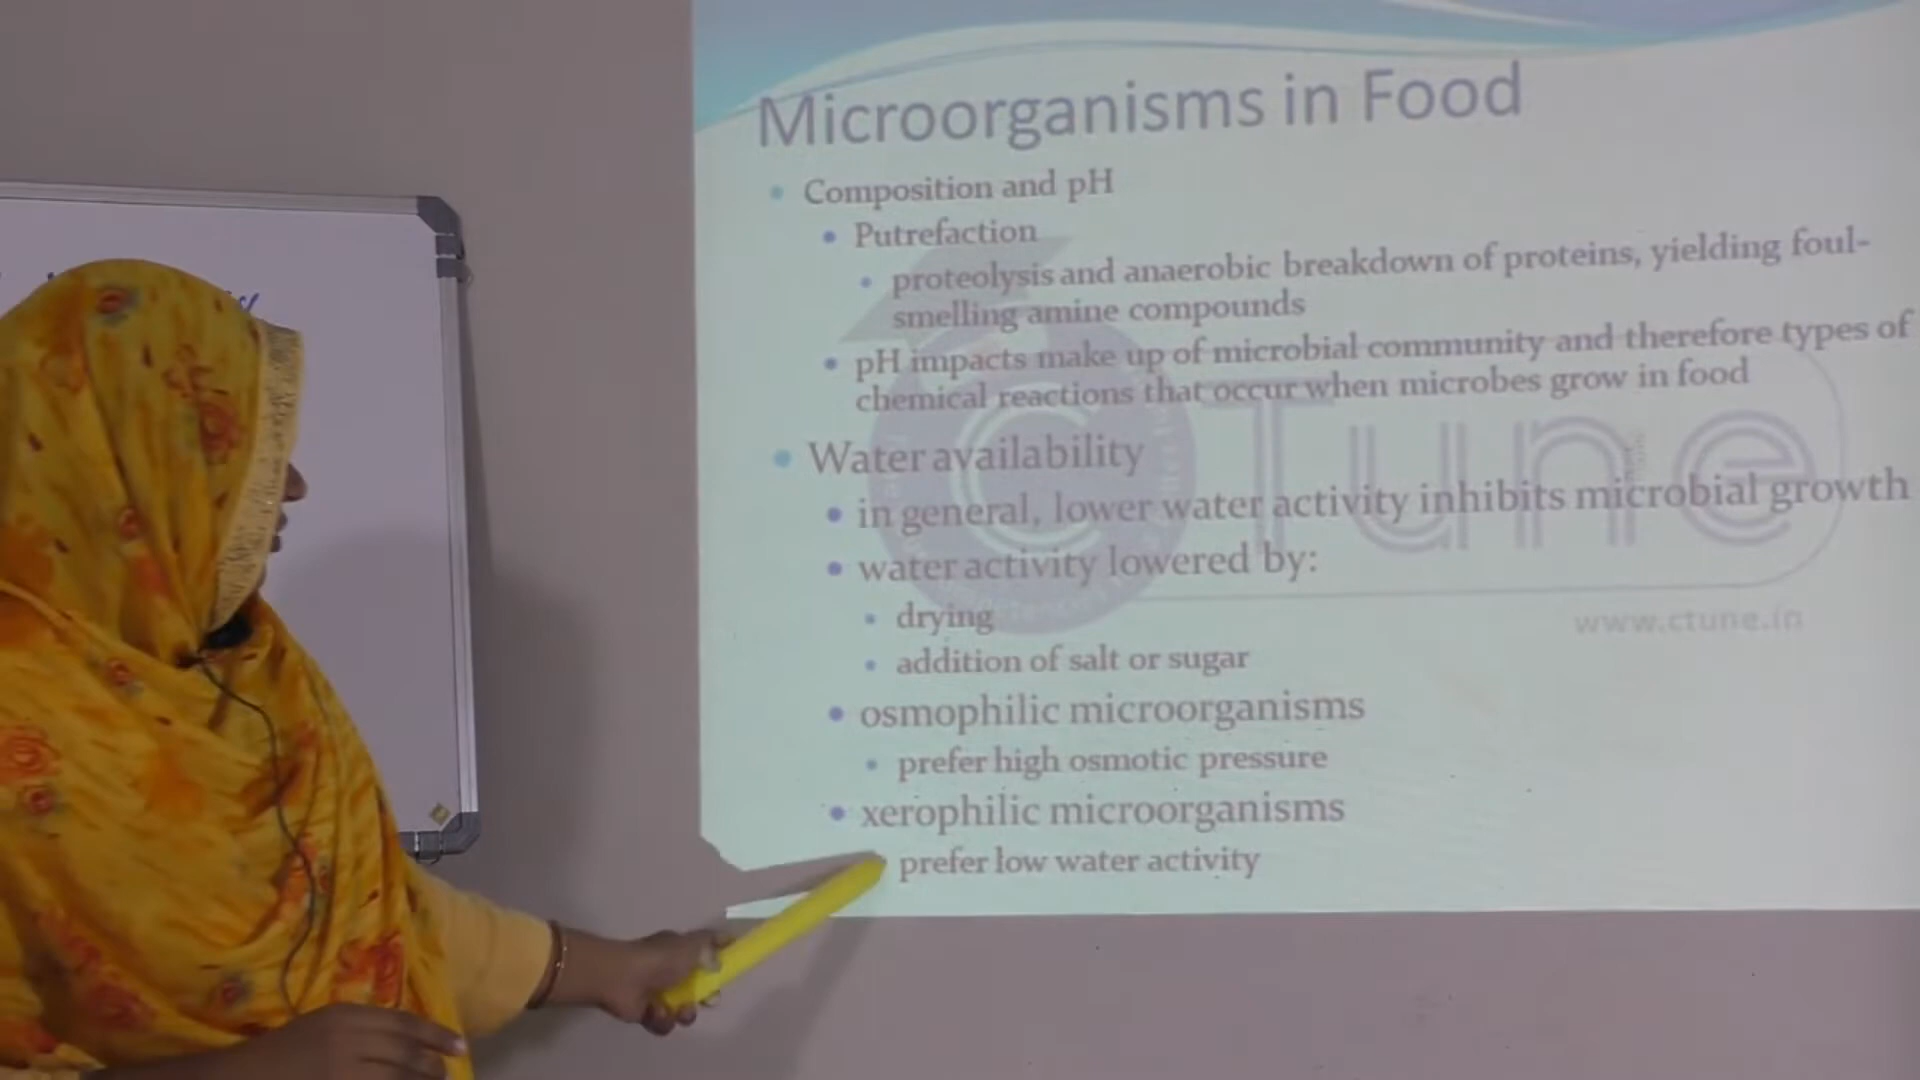 Microorganisms in Food
Composition and pH
Putrefaction
proteolysis and anaerobic breakdown of proteins, yielding foul-
smelling amine compounds
pH impacts make up of microbial community and therefore types of
chemical reactions that occur when microbes grow in food
Water availability
in general, lower water activity inhibits microbial growth
water activity lowered by:
drying
addition of salt or sugar
osmophilic microorganisms
prefer high osmotic pressure
xerophilic microorganisms
prefer low water activity
CTune
www.ctune.in